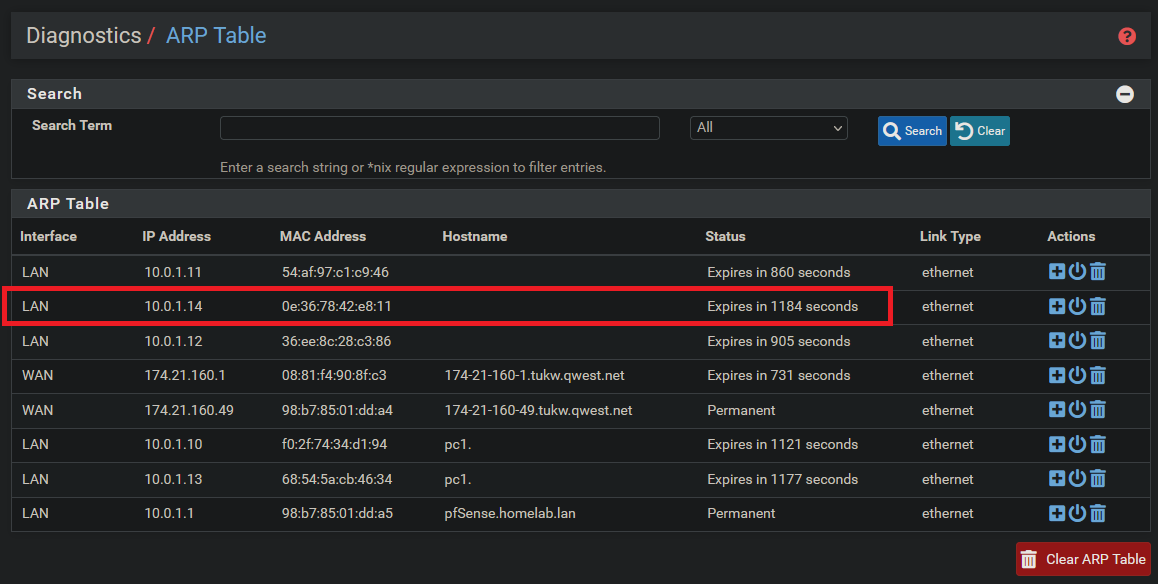 Diagnostics / ARP Table
Search
Search Term All Search Clear
Enter a search string or *nix regular expression to filter entries.
ARP Table
Interface IP Address MAC Address Hostname Status Link Type Actions
LAN 10.0.1.11 54:af:97:c1:c9:46 Expires in 860 seconds ethernet
LAN 10.0.1.14 0e:36:78:42:e8:11 Expires in 1184 seconds ethernet
LAN 10.0.1.12 36:ee:8c:28:c3:86 Expires in 905 seconds ethernet
WAN 174.21.160.1 08:81:f4:90:8f:c3 174-21-160-1.tukw.qwest.net Expires in 731 seconds ethernet
WAN 174.21.160.49 98:b7:85:01:dd:a4 174-21-160-49.tukw.qwest.net Permanent ethernet
LAN 10.0.1.10 f0:2f:74:34:d1:94 pc1. Expires in 1121 seconds ethernet
LAN 10.0.1.13 68:54:5a:cb:46:34 pc1. Expires in 1177 seconds ethernet
LAN 10.0.1.1 98:b7:85:01:dd:a5 pfSense.homelab.lan Permanent ethernet
Clear ARP Table